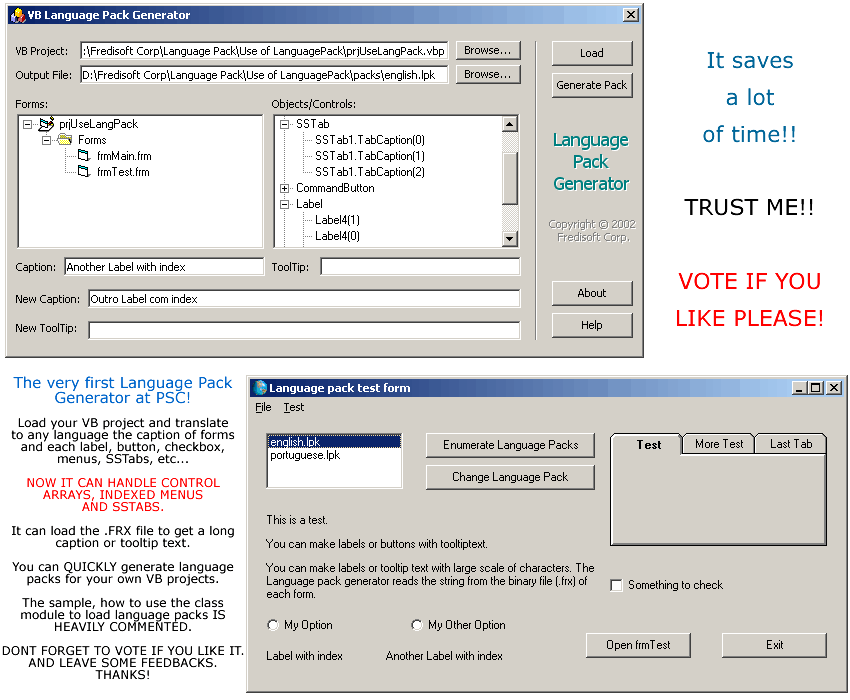 VB Language Pack Generator
VB Project: :\Fredisoft Corp\Language Pack\Use of LanguagePack\prjUseLangPack.vbp Browse...
Output File: D:\Fredisoft Corp\Language Pack\Use of LanguagePack\packs\english.lpk Browse...
Load
Generate Pack
Forms:
prjUseLangPack
Forms
frmMain.frm
frmTest.frm
Objects/Controls:
SSTab
SSTab1.TabCaption(0)
SSTab1.TabCaption(1)
SSTab1.TabCaption(2)
CommandButton
Label
Label4(1)
Label4(0)
Language
Pack
Generator
Copyright © 2002
Fredisoft Corp.
Caption: Another Label with index ToolTip:
New Caption: Outro Label com index
New ToolTip:
About
Help
It saves
a lot
of time!!
TRUST ME!!
VOTE IF YOU
LIKE PLEASE!
The very first Language Pack
Generator at PSC!
Load your VB project and translate
to any language the caption of forms
and each label, button, checkbox,
menus, SSTabs, etc...
NOW IT CAN HANDLE CONTROL
ARRAYS, INDEXED MENUS
AND SSTABS.
It can load the .FRX file to get a long
caption or tooltip text.
You can QUICKLY generate language
packs for your own VB projects.
The sample, how to use the class
module to load language packs IS
HEAVILY COMMENTED.
DONT FORGET TO VOTE IF YOU LIKE IT.
AND LEAVE SOME FEEDBACKS.
THANKS!
Language pack test form
File Test
english.lpk
portuguese.lpk
Enumerate Language Packs
Change Language Pack
Test More Test Last Tab
This is a test.
You can make labels or buttons with tooltiptext.
You can make labels or tooltip text with large scale of characters. The
Language pack generator reads the string from the binary file (.frx) of
each form.
Something to check
My Option My Other Option
Label with index Another Label with index
Open frmTest Exit